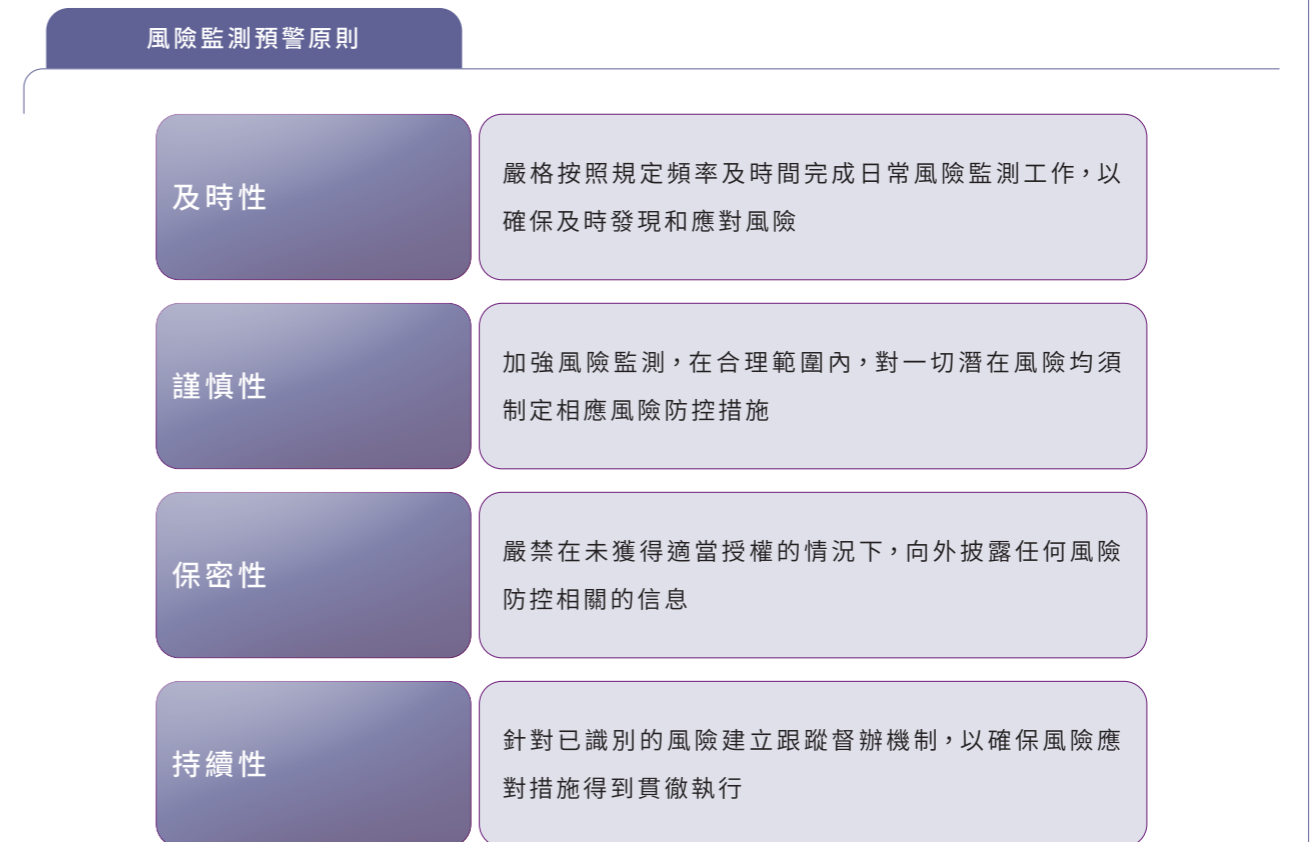 風險監測預警原則
及時性
嚴格按照規定頻率及時間完成日常風險監測工作，以
確保及時發現和應對風險
謹慎性
加強風險監測，在合理範圍內，對一切潛在風險均須
制定相應風險防控措施
保密性
嚴禁在未獲得適當授權的情況下，向外披露任何風險
防控相關的信息
持續性
針對已識別的風險建立跟蹤督辦機制，以確保風險應
對措施得到貫徹執行